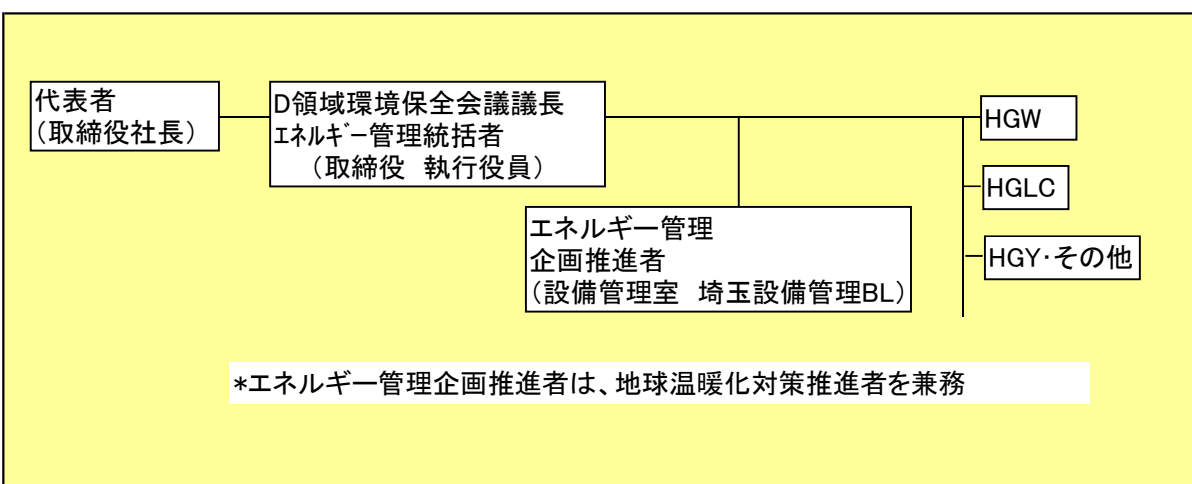 代表者
（取締役社長）
D領域環境保全会議議長
ｴﾈﾙｷﾞｰ管理統括者
（取締役　執行役員）
HGW
HGLC
HGY・その他
エネルギー管理
企画推進者
（設備管理室　埼玉設備管理BL）
*エネルギー管理企画推進者は、地球温暖化対策推進者を兼務